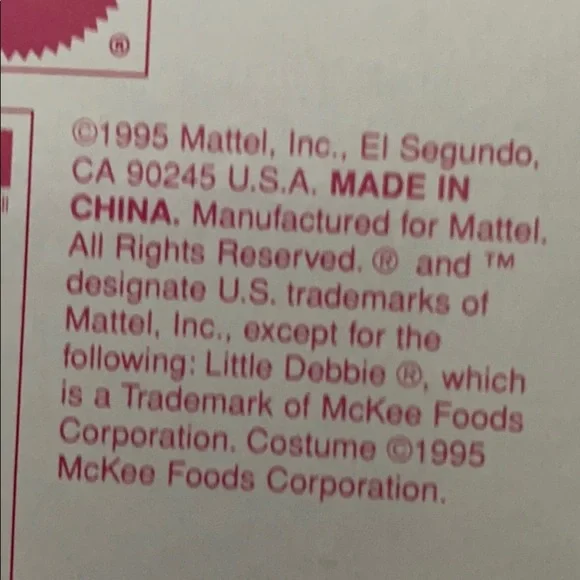 ®
©1995 Mattel, Inc., El Segundo,
CA 90245 U.S.A. MADE IN
CHINA. Manufactured for Mattel.
All Rights Reserved. ® and ™
designate U.S. trademarks of
Mattel, Inc., except for the
following: Little Debbie ®, which
is a Trademark of McKee Foods
Corporation. Costume ©1995
McKee Foods Corporation.